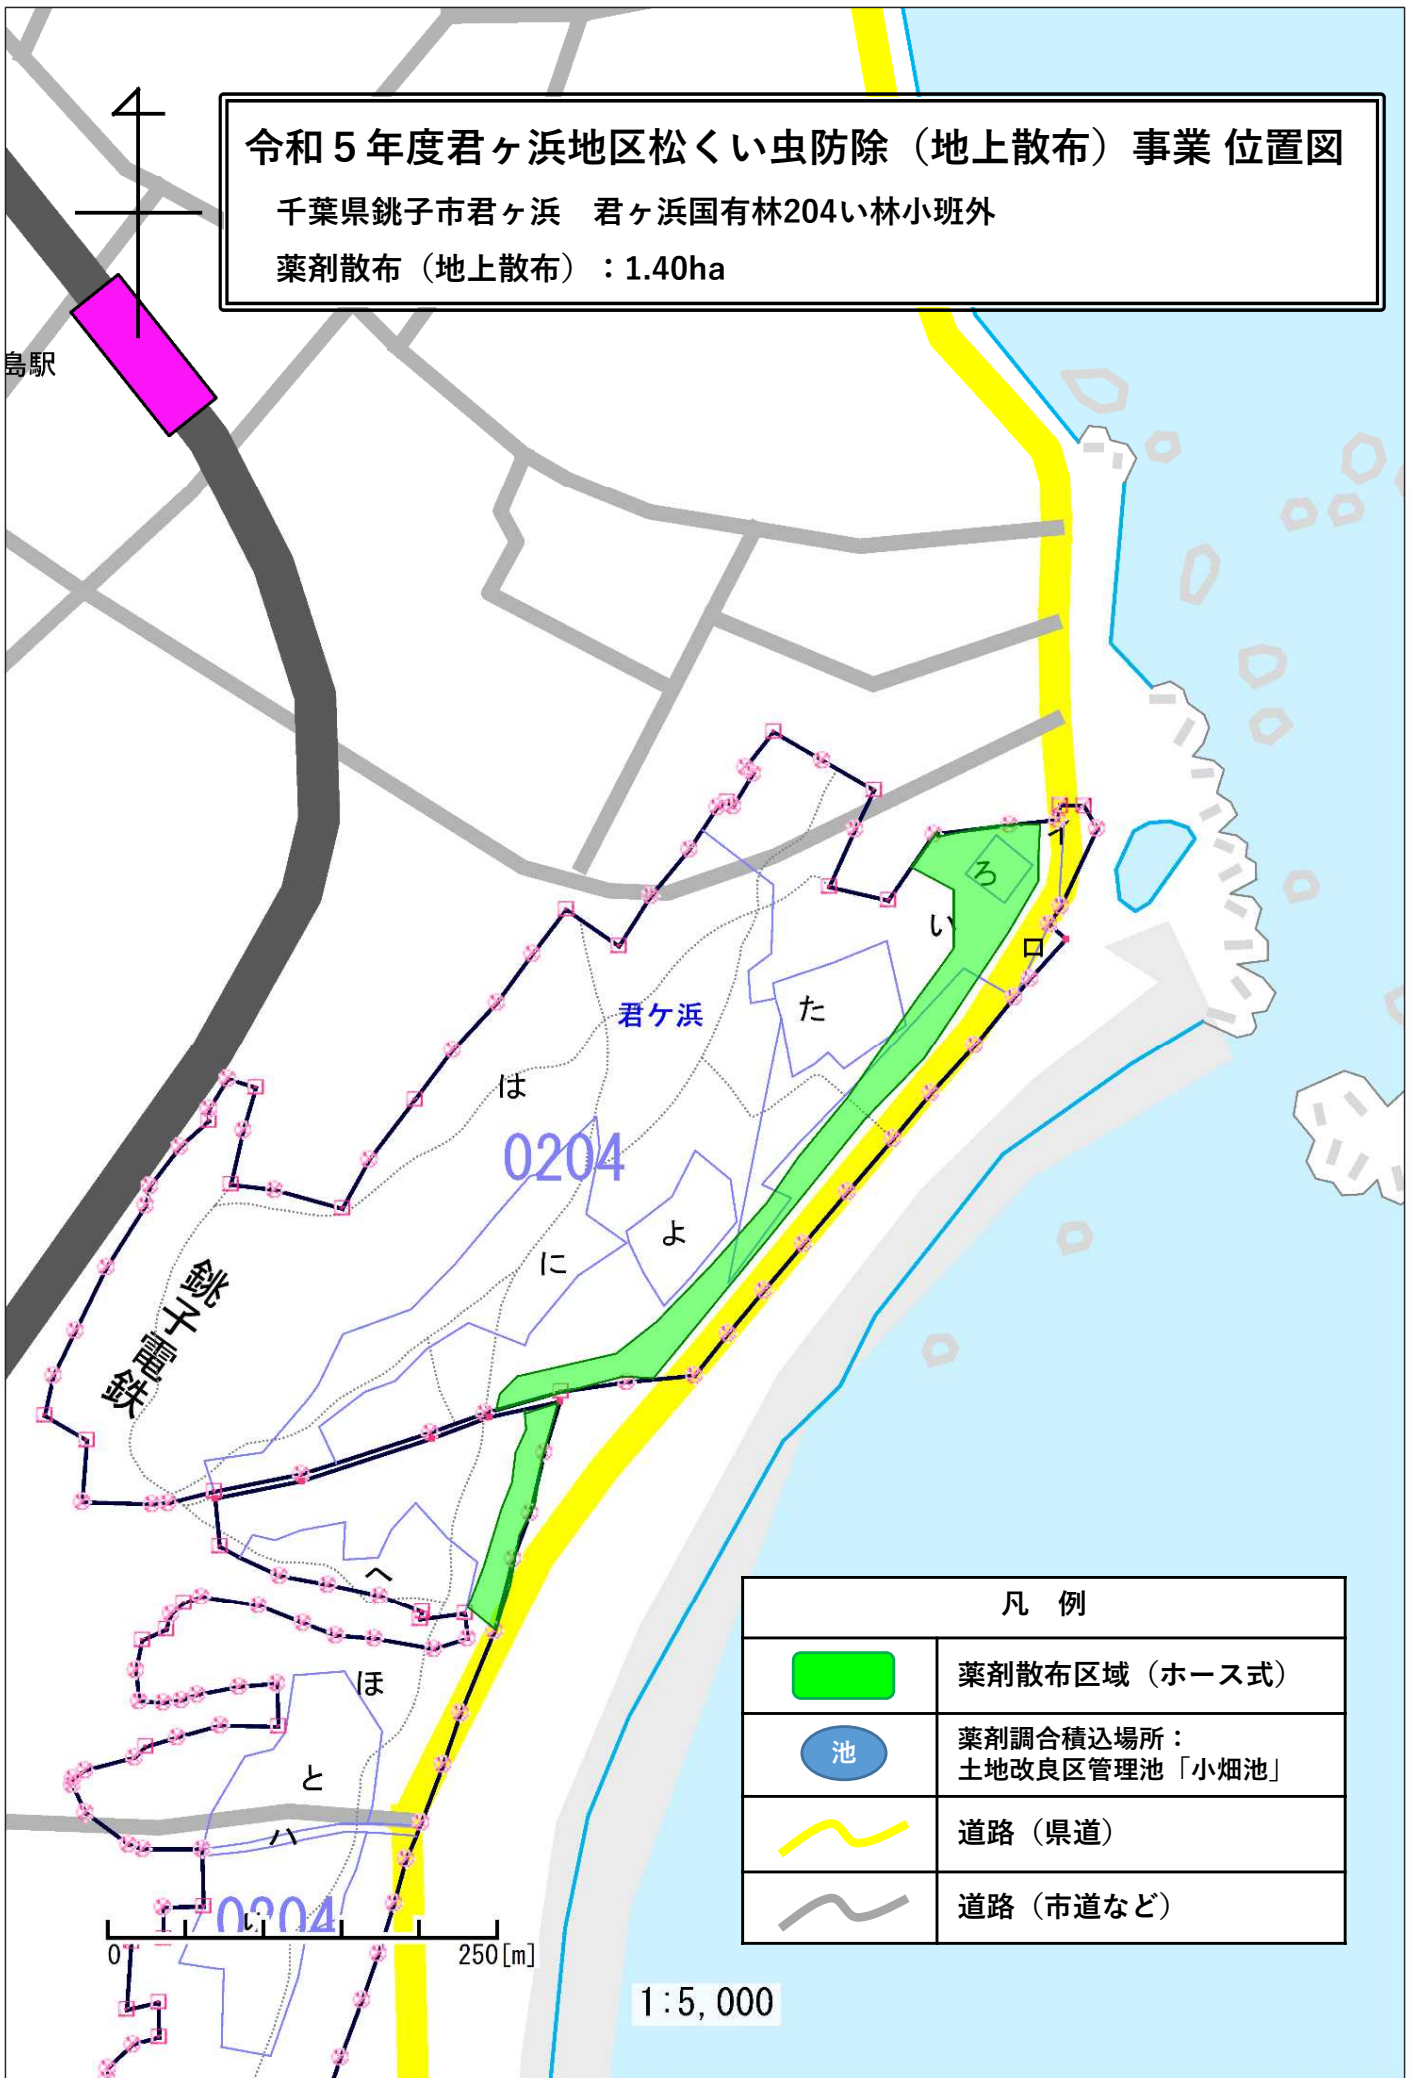 令和５年度君ヶ浜地区松くい虫防除（地上散布）事業 位置図
千葉県銚子市君ヶ浜　君ヶ浜国有林204い林小班外
薬剤散布（地上散布）：1.40ha
島駅
イ
ろ
い
ロ
た
君ケ浜
は
0204
よ
に
銚子電鉄
へ
ほ
と
ハ
0204
い
0
250[m]
1:5,000
凡　例
薬剤散布区域（ホース式）
池
薬剤調合積込場所：
土地改良区管理池「小畑池」
道路（県道）
道路（市道など）